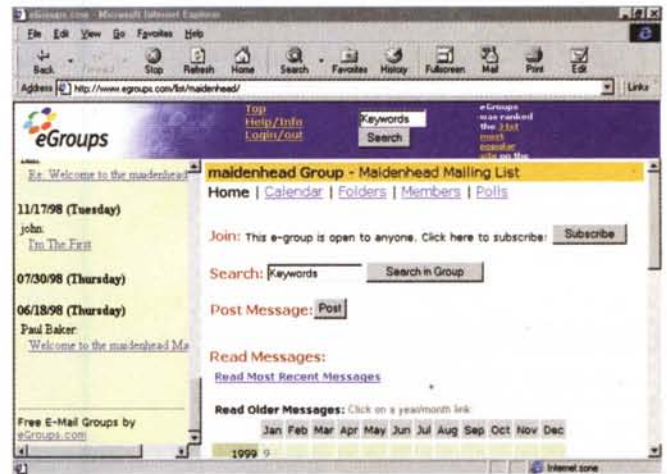 eGroups.com - Microsoft Internet Explorer
File Edit View Go Favorites Help
Back Forward Stop Refresh Home Search Favorites History Fullscreen Mail Print Edit
Address http://www.egroups.com/list/maidenhead/ Links
eGroups
Top
Help/Info
Login/out
Keywords
Search
eGroups
was ranked
the 31st
most
popular
site on the
Re: Welcome to the maidenhead
11/17/98 (Tuesday)
john:
I'm The First
07/30/98 (Thursday)
06/18/98 (Thursday)
Paul Baker:
Welcome to the maidenhead Ma
Free E-Mail Groups by
eGroups.com
maidenhead Group - Maidenhead Mailing List
Home | Calendar | Folders | Members | Polls
Join: This e-group is open to anyone. Click here to subscribe: Subscribe
Search: Keywords Search in Group
Post Message: Post
Read Messages:
Read Most Recent Messages
Read Older Messages: Click on a year/month link
Jan Feb Mar Apr May Jun Jul Aug Sep Oct Nov Dec
1999 9
Internet zone